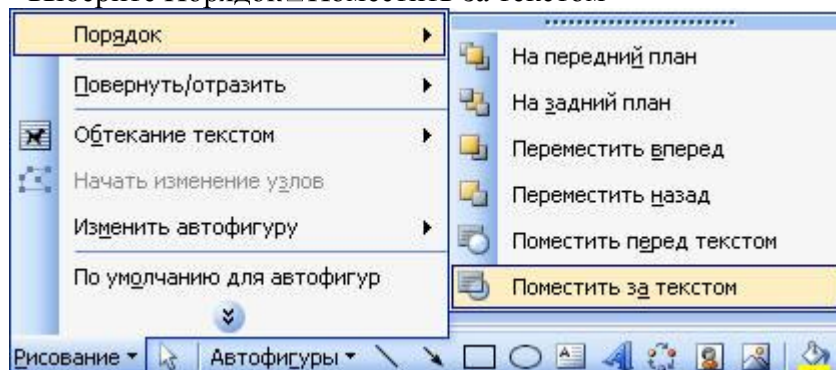 Порядок
Повернуть/отразить
Обтекание текстом
Начать изменение узлов
Изменить автофигуру
По умолчанию для автофигур
На передний план
На задний план
Переместить вперед
Переместить назад
Поместить перед текстом
Поместить за текстом
Рисование
Автофигуры